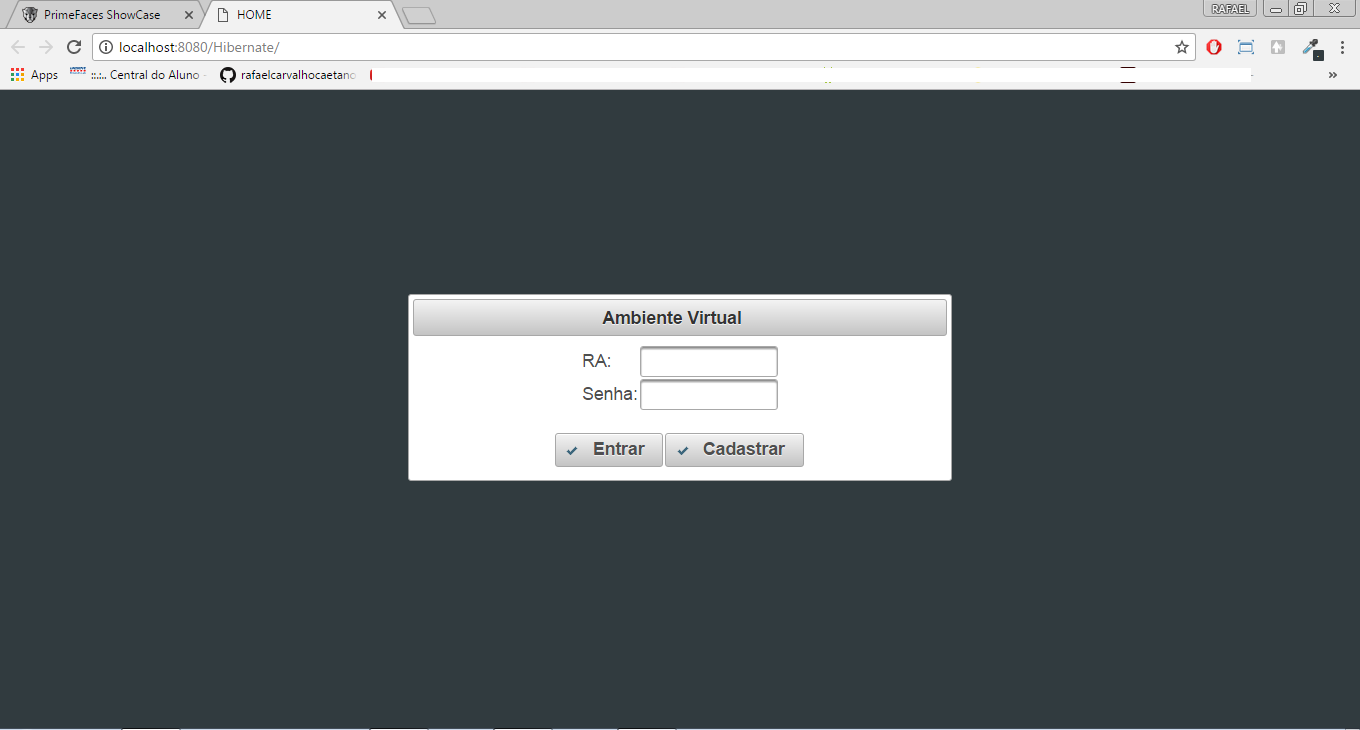 PrimeFaces ShowCase
HOME
RAFAEL
localhost:8080/Hibernate/
Apps
::.:.. Central do Aluno -
rafaelcarvalhocaetano
»
Ambiente Virtual
RA:
Senha:
Entrar
Cadastrar